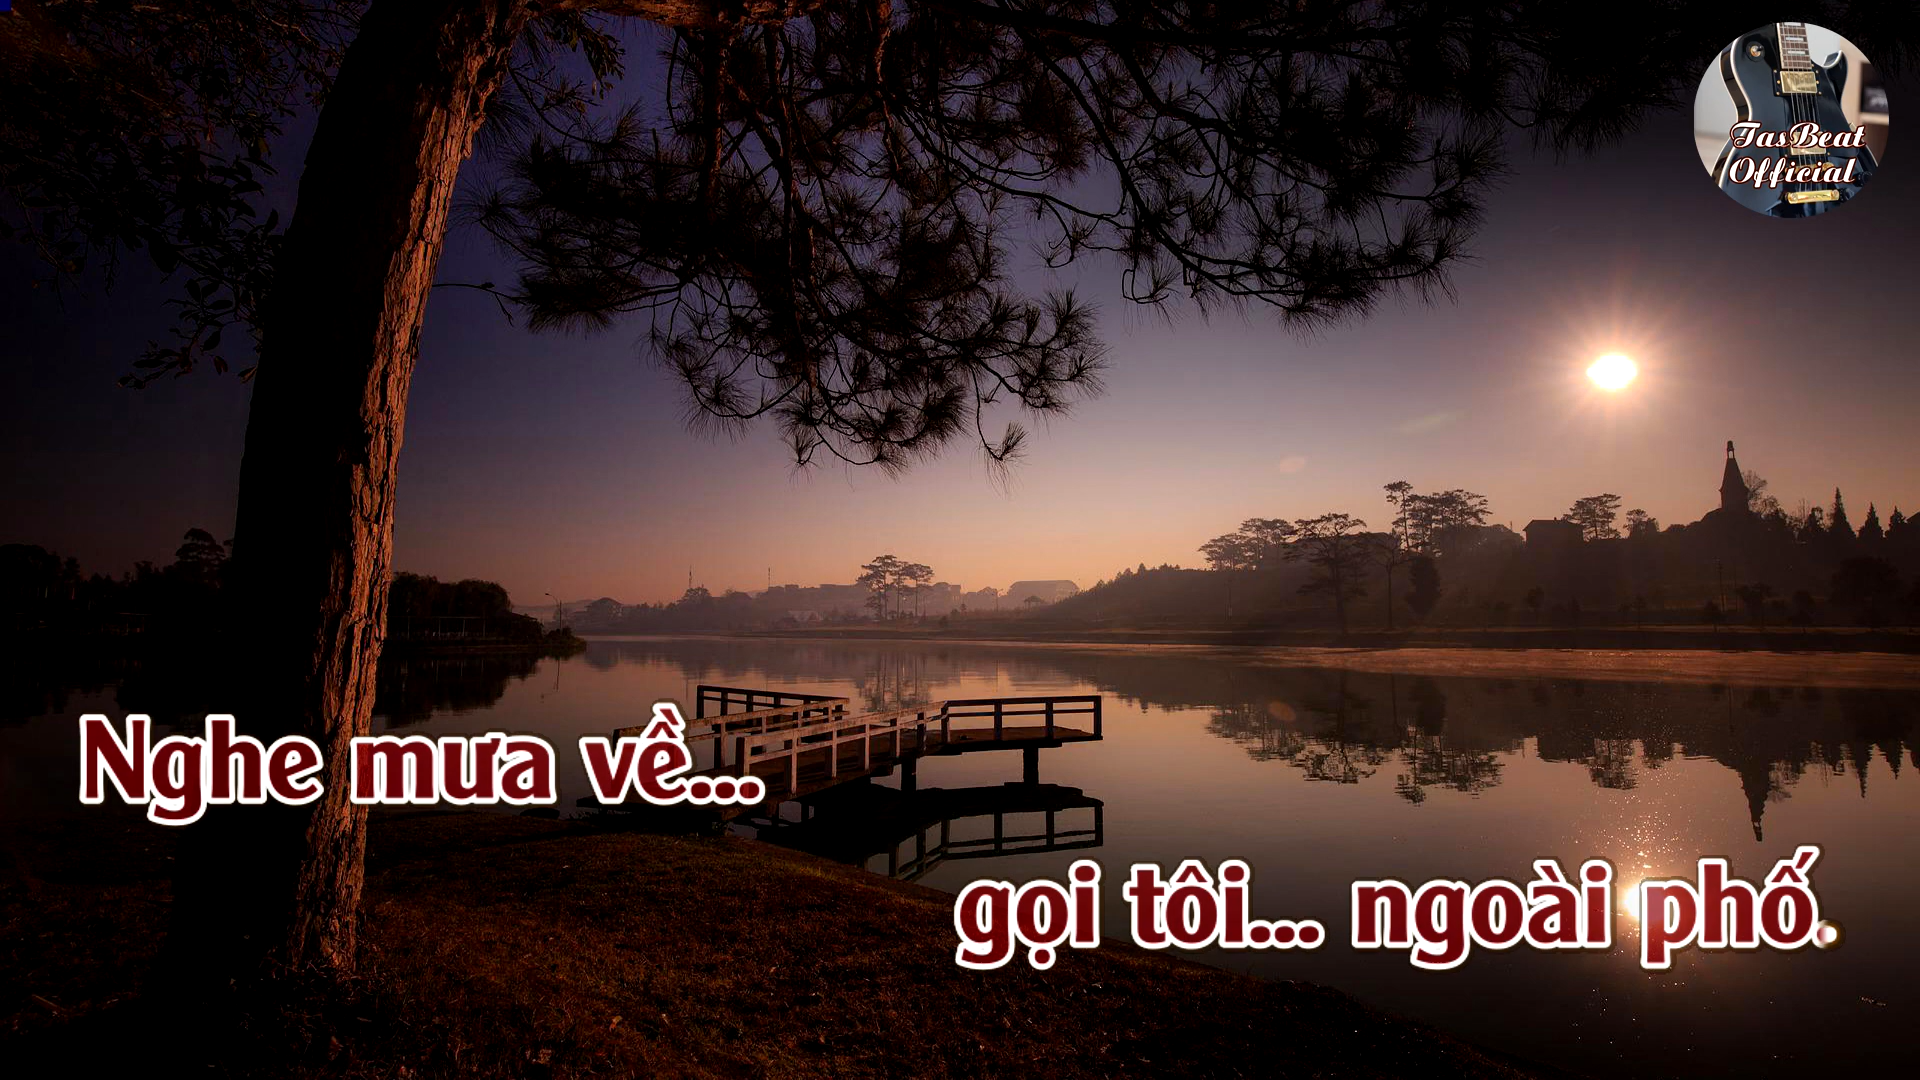 TasBeat
Official
Nghe mưa về...
gọi tôi... ngoài phố.